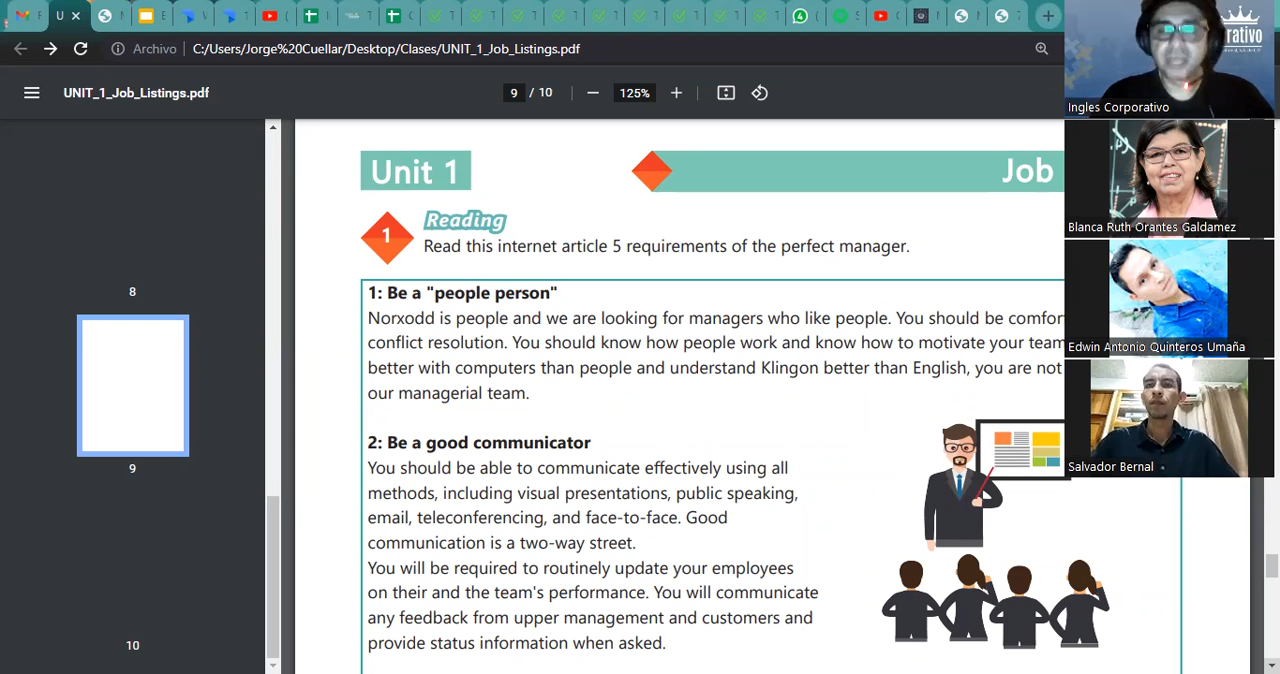 U
Archivo
C:/Users/Jorge%20Cuellar/Desktop/Clases/UNIT_1_Job_Listings.pdf
UNIT_1_Job_Listings.pdf
9 / 10
125%
rativo
Ingles Corporativo
Blanca Ruth Orantes Galdamez
Edwin Antonio Quinteros Umaña
Salvador Bernal
8
9
10
Unit 1
Job
1
Reading
Read this internet article 5 requirements of the perfect manager.
1: Be a "people person"
Norxodd is people and we are looking for managers who like people. You should be comfor
conflict resolution. You should know how people work and know how to motivate your team
better with computers than people and understand Klingon better than English, you are not
our managerial team.
2: Be a good communicator
You should be able to communicate effectively using all
methods, including visual presentations, public speaking,
email, teleconferencing, and face-to-face. Good
communication is a two-way street.
You will be required to routinely update your employees
on their and the team's performance. You will communicate
any feedback from upper management and customers and
provide status information when asked.